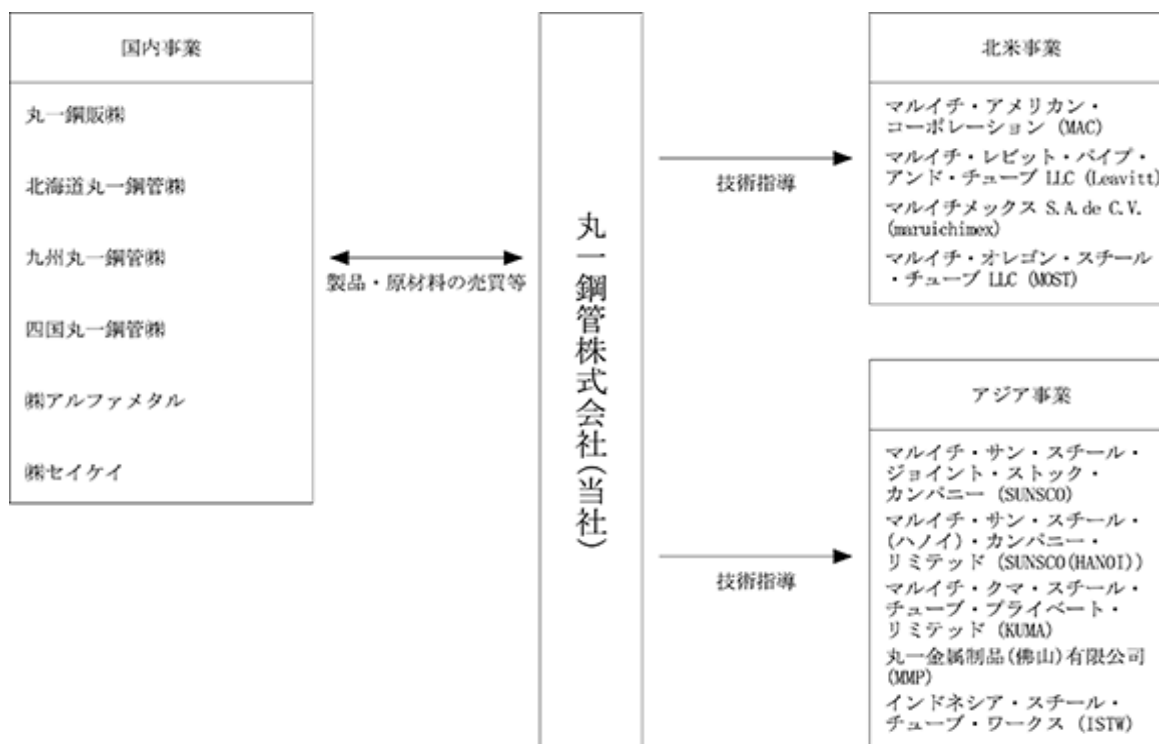 国内事業
丸一鋼販㈱
北海道丸一鋼管㈱
九州丸一鋼管㈱
四国丸一鋼管㈱
㈱アルファメタル
㈱セイケイ
製品・原材料の売買等
丸一鋼管株式会社(当社)
技術指導
北米事業
マルイチ・アメリカン・
コーポレーション (MAC)
マルイチ・レビット・パイプ・
アンド・チューブ LLC (Leavitt)
マルイチメックス S.A.de C.V.
(maruichimex)
マルイチ・オレゴン・スチール
・チューブ LLC (MOST)
技術指導
アジア事業
マルイチ・サン・スチール・
ジョイント・ストック・
カンパニー (SUNSCO)
マルイチ・サン・スチール・
(ハノイ)・カンパニー・
リミテッド (SUNSCO(HANOI))
マルイチ・クマ・スチール・
チューブ・プライベート・
リミテッド (KUMA)
丸一金属制品(佛山)有限公司
(MMP)
インドネシア・スチール・
チューブ・ワークス (ISTW)